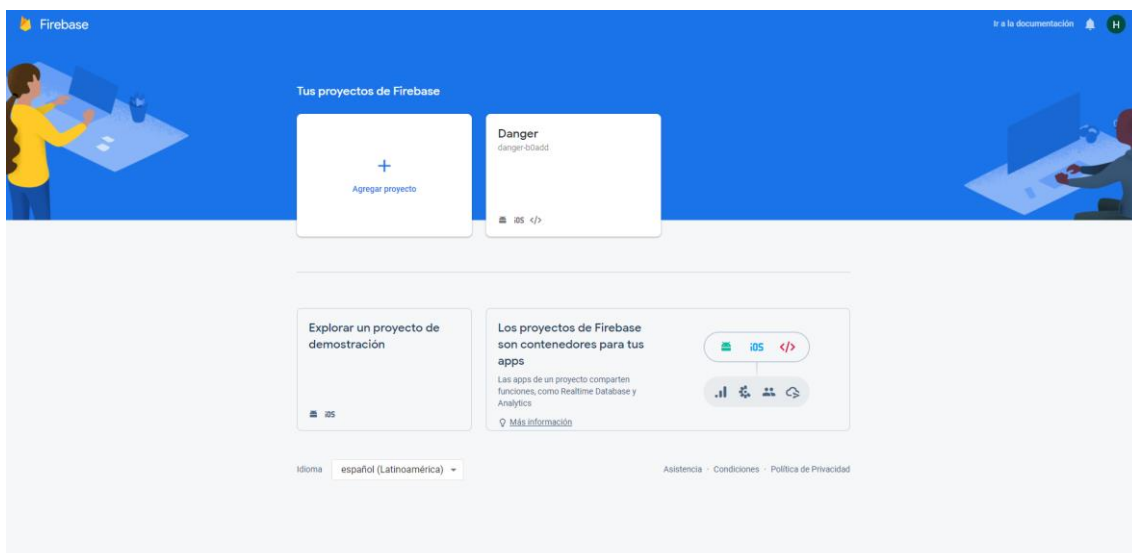 Firebase
Ir a la documentación
H
Tus proyectos de Firebase
Agregar proyecto
Danger
danger-b0add
iOS </>
Explorar un proyecto de
demostración
iOS
Los proyectos de Firebase
son contenedores para tus
apps
Las apps de un proyecto comparten
funciones, como Realtime Database y
Analytics
Más información
iOS </>
Idioma
español (Latinoamérica)
Asistencia · Condiciones · Política de Privacidad